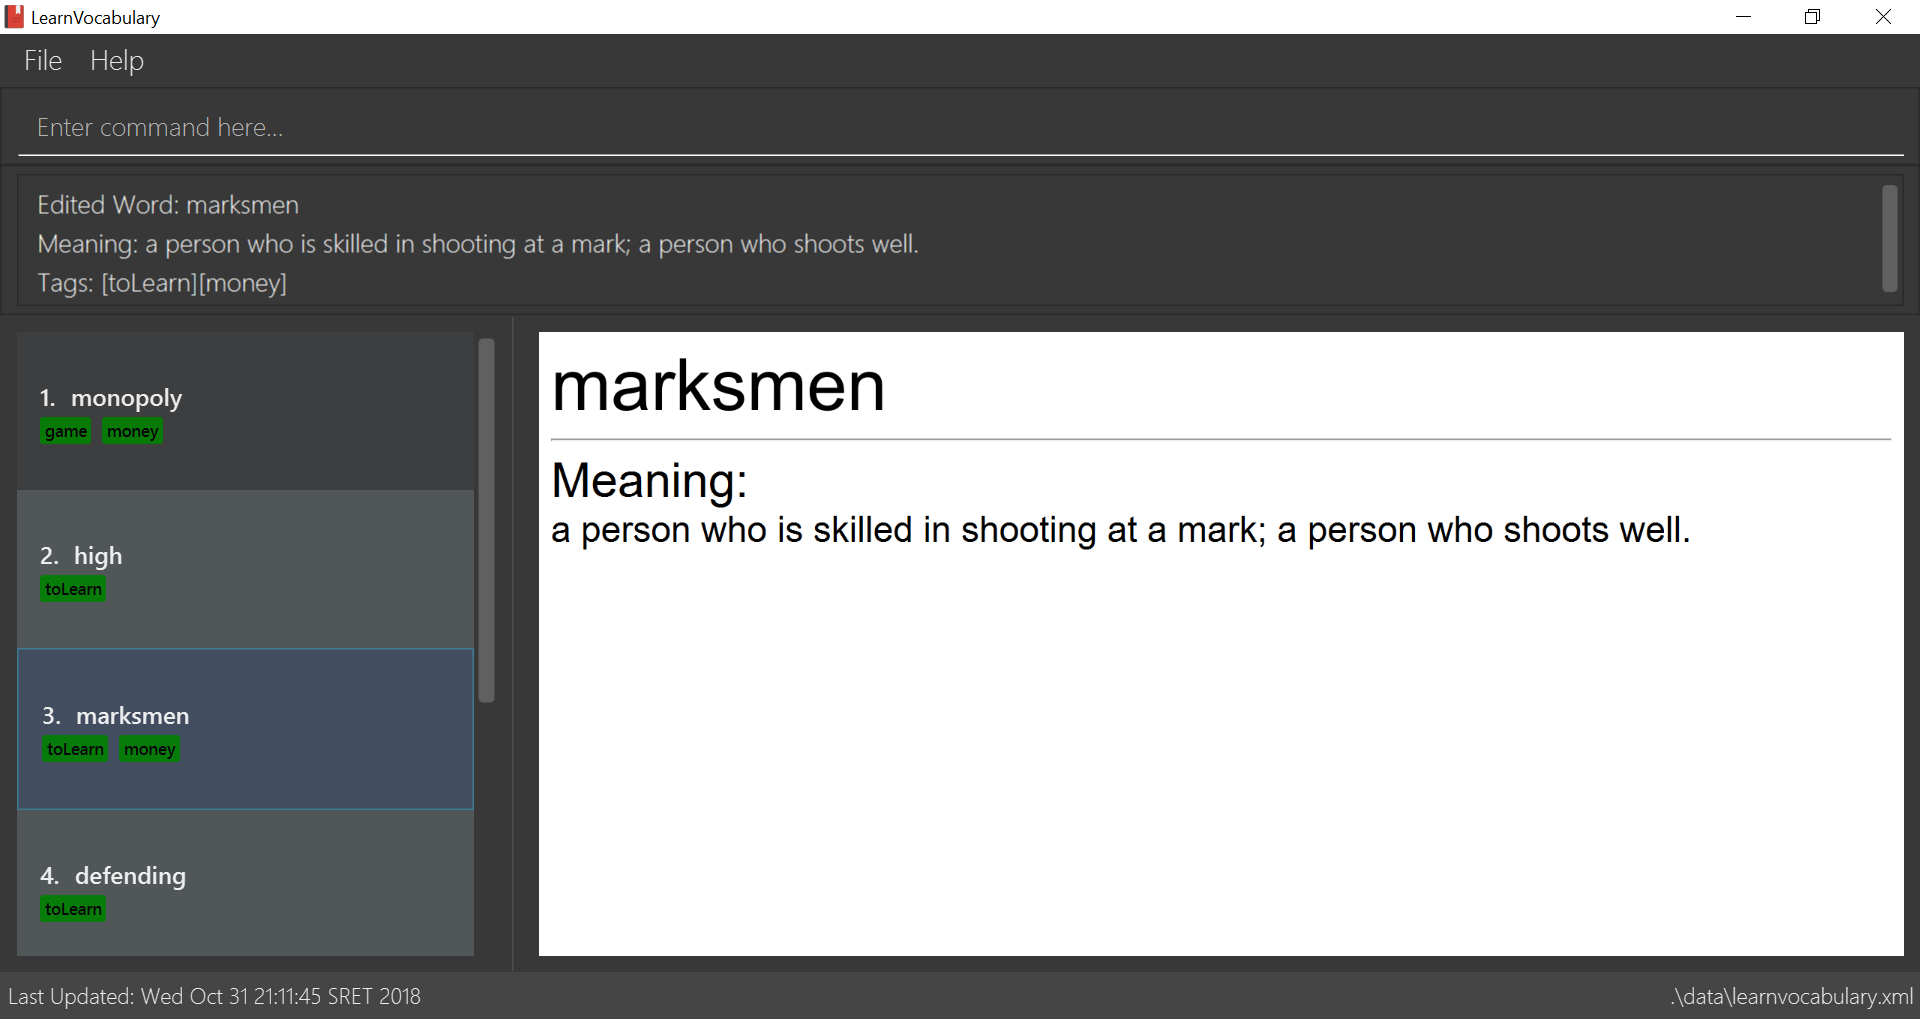 LearnVocabulary
File Help
Enter command here...
Edited Word: marksmen
Meaning: a person who is skilled in shooting at a mark; a person who shoots well.
Tags: [toLearn][money]
1. monopoly
game money
2. high
toLearn
3. marksmen
toLearn money
4. defending
toLearn
marksmen
Meaning:
a person who is skilled in shooting at a mark; a person who shoots well.
Last Updated: Wed Oct 31 21:11:45 SRET 2018
.\data\learnvocabulary.xml